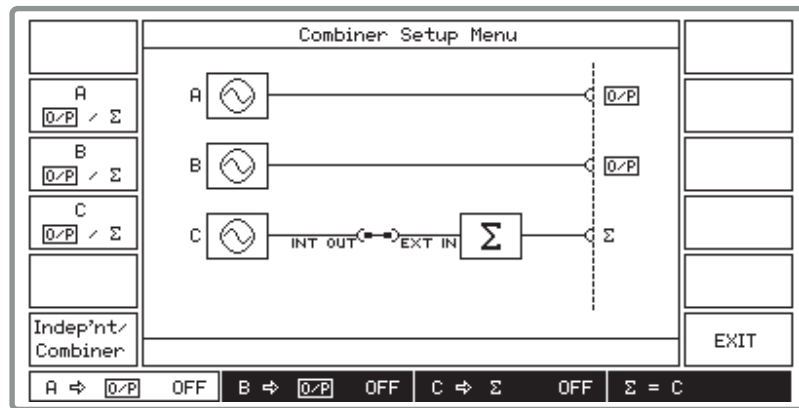 Combiner Setup Menu
A
O/P / Σ
B
O/P / Σ
C
O/P / Σ
Indep'nt/
Combiner
A
O/P
B
O/P
C
INT OUT
EXT IN
Σ
Σ
EXIT
A ⇨ O/P OFF
B ⇨ O/P OFF
C ⇨ Σ OFF
Σ = C